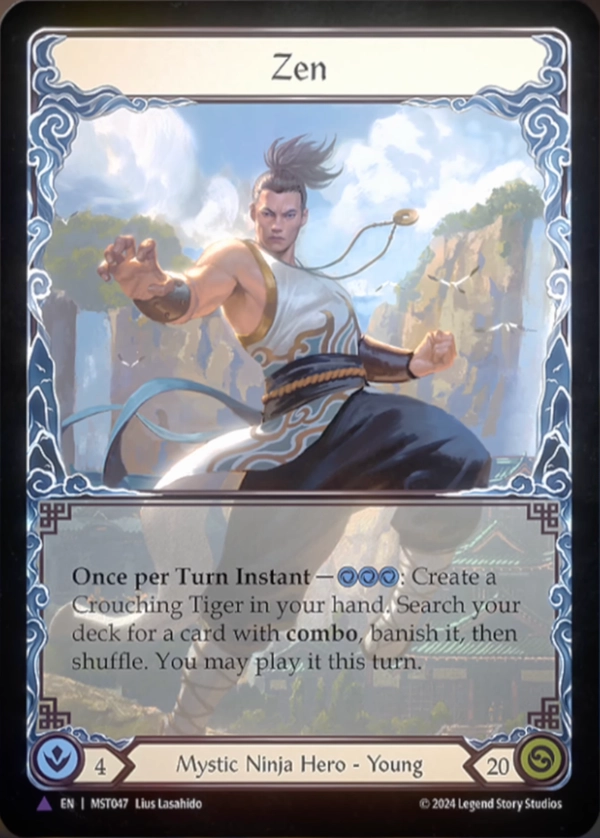 Zen
Once per Turn Instant — : Create a
Crouching Tiger in your hand. Search your
deck for a card with combo, banish it, then
shuffle. You may play it this turn.
4
Mystic Ninja Hero - Young
20
EN | MST047 Lius Lasahido
© 2024 Legend Story Studios